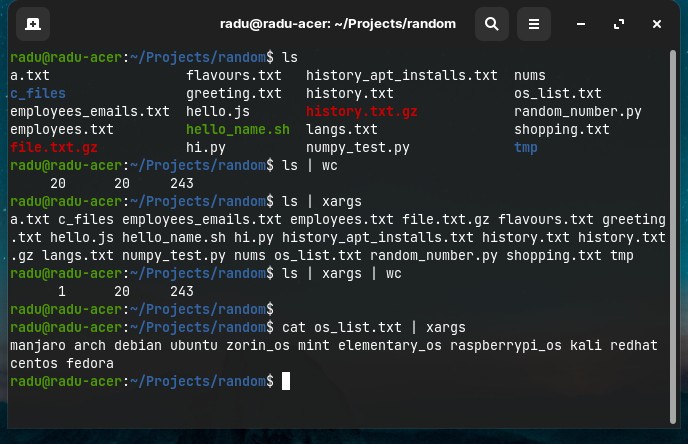 radu@radu-acer: ~/Projects/random
radu@radu-acer:~/Projects/random$ ls
a.txt flavours.txt history_apt_installs.txt nums
c_files greeting.txt history.txt os_list.txt
employees_emails.txt hello.js history.txt.gz random_number.py
employees.txt hello_name.sh langs.txt shopping.txt
file.txt.gz hi.py numpy_test.py tmp
radu@radu-acer:~/Projects/random$ ls | wc
20 20 243
radu@radu-acer:~/Projects/random$ ls | xargs
a.txt c_files employees_emails.txt employees.txt file.txt.gz flavours.txt greeting
.txt hello.js hello_name.sh hi.py history_apt_installs.txt history.txt history.txt
.gz langs.txt numpy_test.py nums os_list.txt random_number.py shopping.txt tmp
radu@radu-acer:~/Projects/random$ ls | xargs | wc
1 20 243
radu@radu-acer:~/Projects/random$
radu@radu-acer:~/Projects/random$ cat os_list.txt | xargs
manjaro arch debian ubuntu zorin_os mint elementary_os raspberrypi_os kali redhat
centos fedora
radu@radu-acer:~/Projects/random$